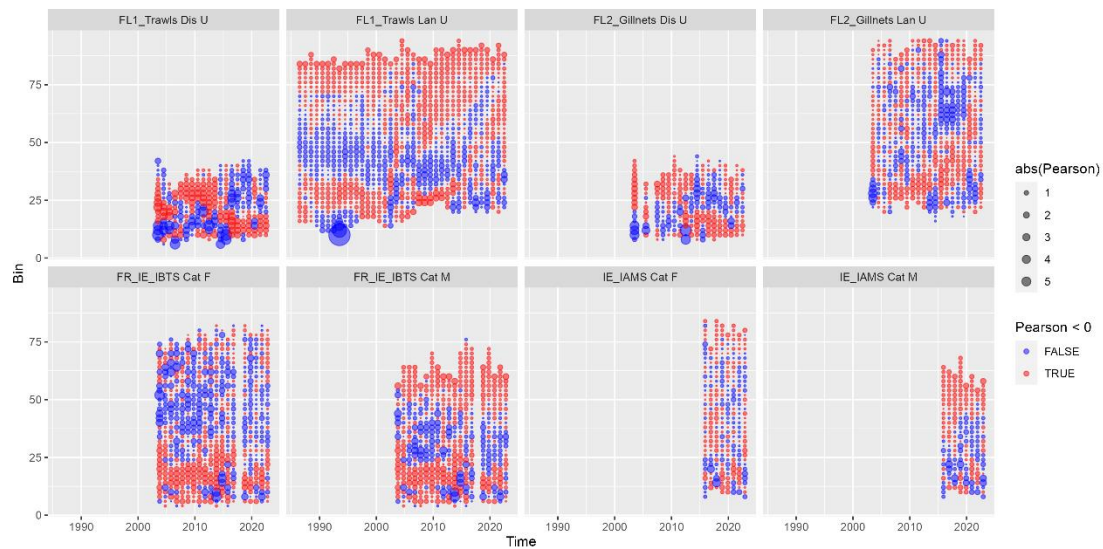 FL1_Trawls Dis U
FL1_Trawls Lan U
FL2_Gillnets Dis U
FL2_Gillnets Lan U
75
50
25
0
FR_IE_IBTS Cat F
FR_IE_IBTS Cat M
IE_IAMS Cat F
IE_IAMS Cat M
75
50
25
0
1990 2000 2010 2020
1990 2000 2010 2020
1990 2000 2010 2020
1990 2000 2010 2020
Bin
Time
abs(Pearson)
1
2
3
4
5
Pearson < 0
FALSE
TRUE